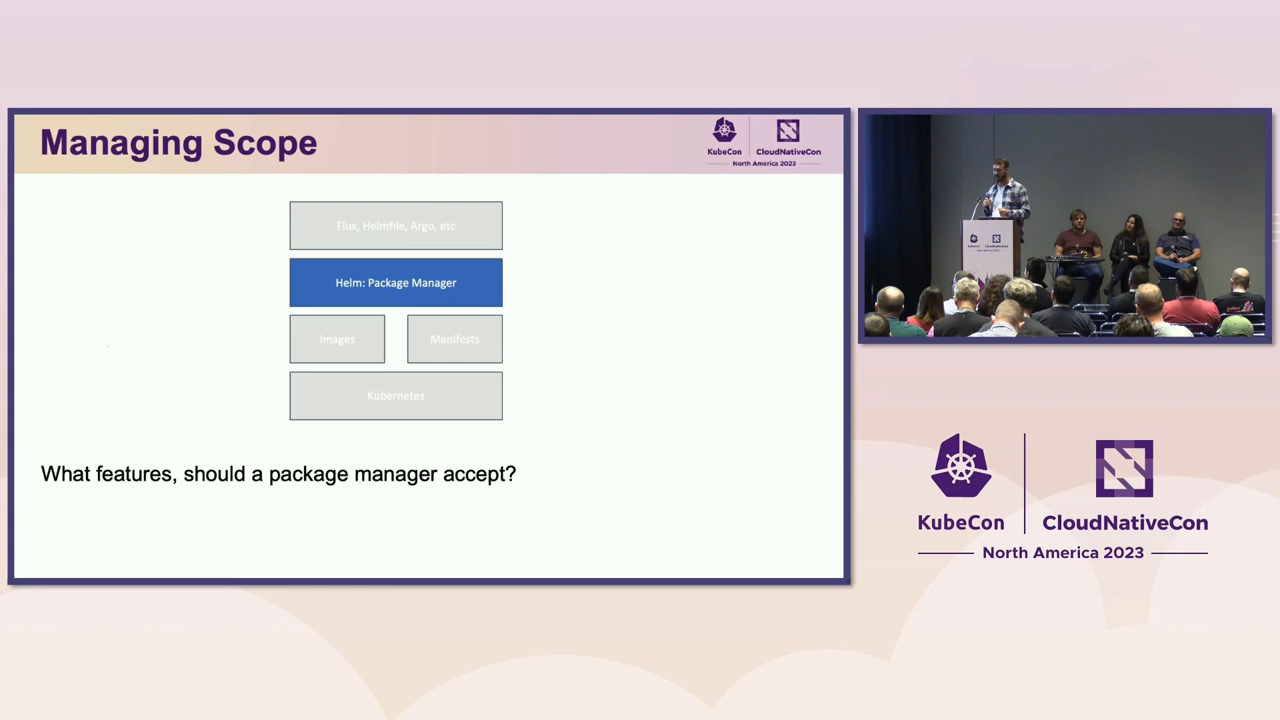 Managing Scope
KubeCon
CloudNativeCon
North America 2023
Flux, Helmfile, Argo, etc
Helm: Package Manager
Images
Manifests
Kubernetes
What features, should a package manager accept?
KubeCon
CloudNativeCon
North America 2023